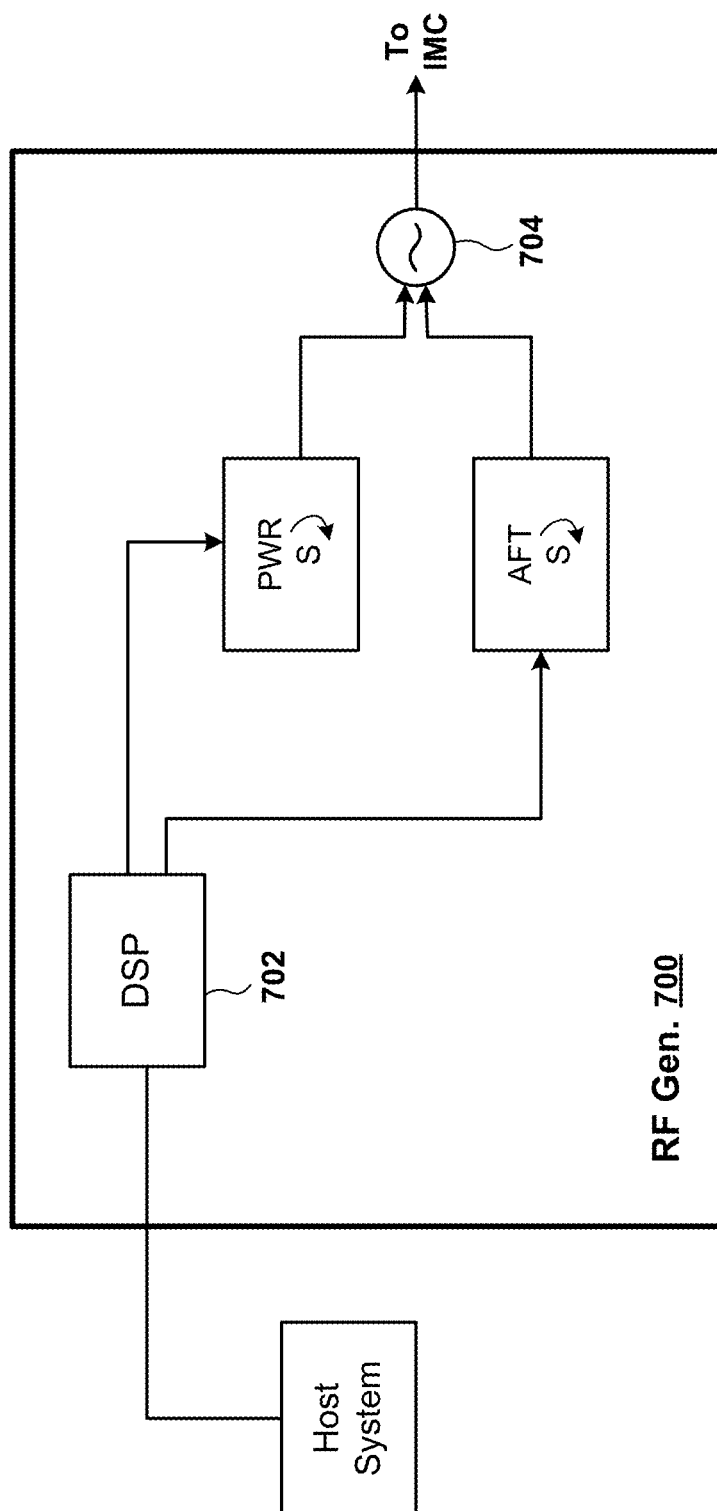 Host
System
DSP
702
PWR
S
AFT
S
704
To
IMC
RF Gen. 700